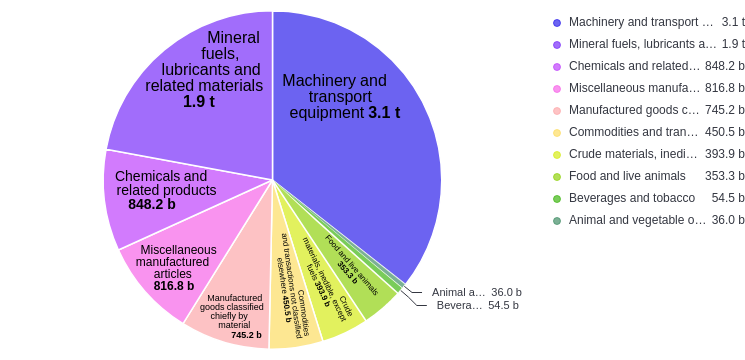 Mineral
fuels,
lubricants and
related materials
1.9 t
Machinery and
transport
equipment 3.1 t
Chemicals and
related products
848.2 b
Miscellaneous
manufactured
articles
816.8 b
Manufactured
goods classified
chiefly by
material
745.2 b
Commodities
and transactions not classified
elsewhere 450.5 b
Crude
materials, inedible, except
fuels 393.9 b
Food and live animals
353.3 b
Animal a… 36.0 b
Bevera… 54.5 b
Machinery and transport … 3.1 t
Mineral fuels, lubricants a… 1.9 t
Chemicals and related… 848.2 b
Miscellaneous manufa… 816.8 b
Manufactured goods c… 745.2 b
Commodities and tran… 450.5 b
Crude materials, inedi… 393.9 b
Food and live animals 353.3 b
Beverages and tobacco 54.5 b
Animal and vegetable o… 36.0 b